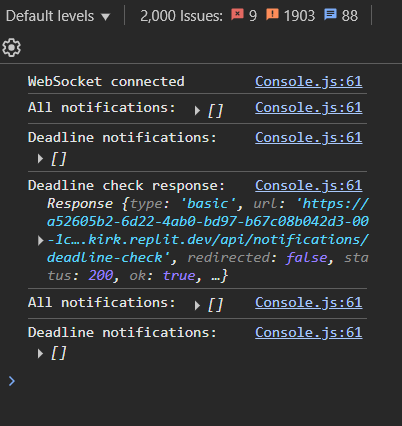 Default levels ▼ 2,000 Issues: 9 1903 88
WebSocket connected Console.js:61
All notifications: ▶ [] Console.js:61
Deadline notifications: Console.js:61
▶ []
Deadline check response: Console.js:61
Response {type: 'basic', url: 'https://
a52605b2-6d22-4ab0-bd97-b67c08b042d3-00
▶ -1c….kirk.replit.dev/api/notifications/
deadline-check', redirected: false, sta
tus: 200, ok: true, …}
All notifications: ▶ [] Console.js:61
Deadline notifications: Console.js:61
▶ []
>